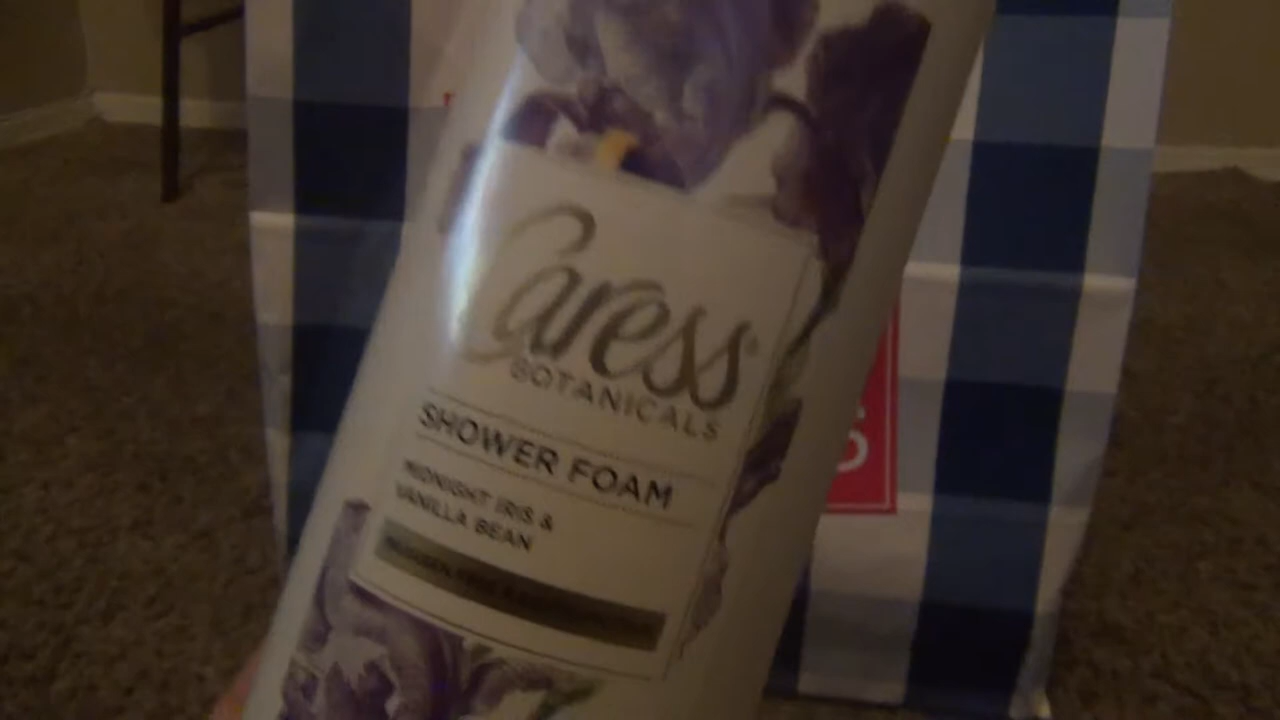 Caress
BOTANICALS
SHOWER FOAM
MIDNIGHT IRIS &
VANILLA BEAN